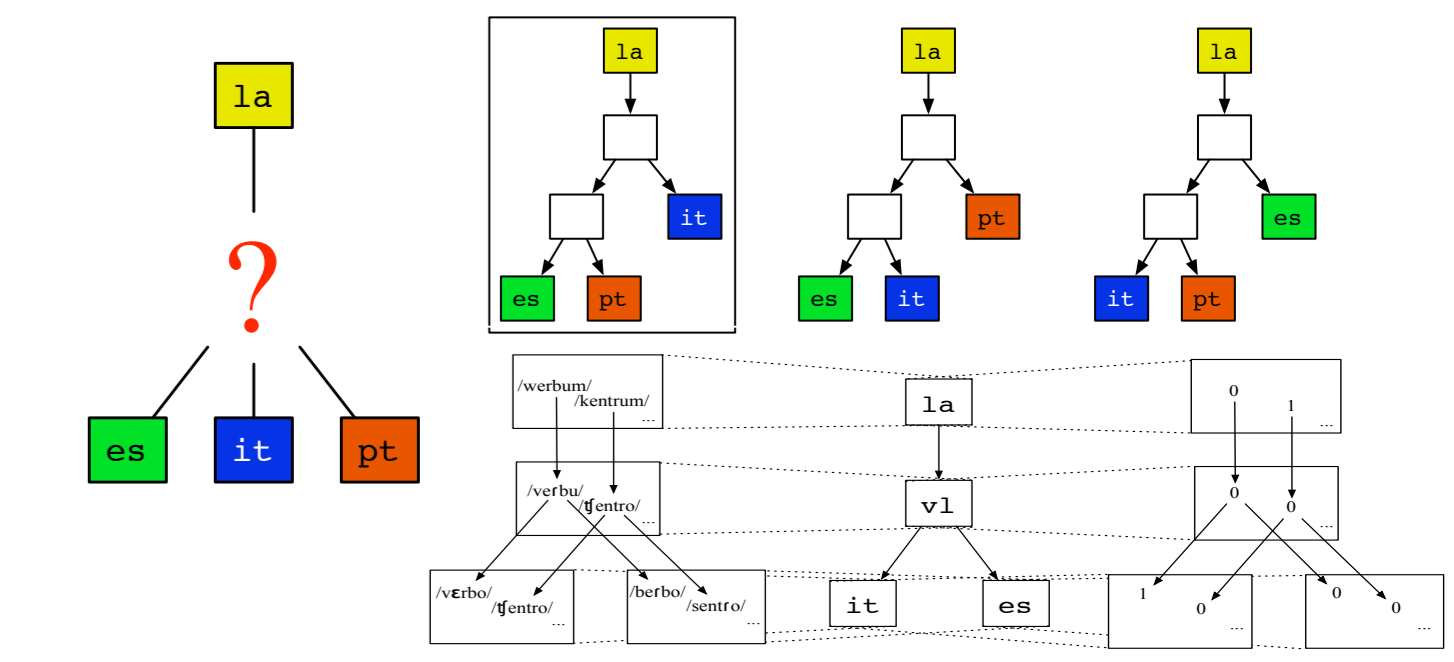 la
?
es it pt
la
it
es pt
la
pt
es it
la
es
it pt
/werbum/
/kentrum/
...
/veɾbu/
/ʧentro/
...
/vɛrbo/
/ʧentro/
...
/beɾbo/
/sentɾo/
...
la
vl
it es
0
1
...
0
0
...
1
0
...
0
0
...